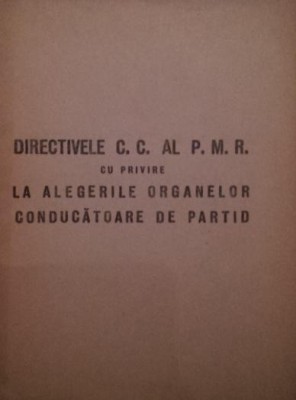 DIRECTIVELE C. C. AL P. M. R.
CU PRIVIRE
LA ALEGERILE ORGANELOR
CONDUCĂTOARE DE PARTID